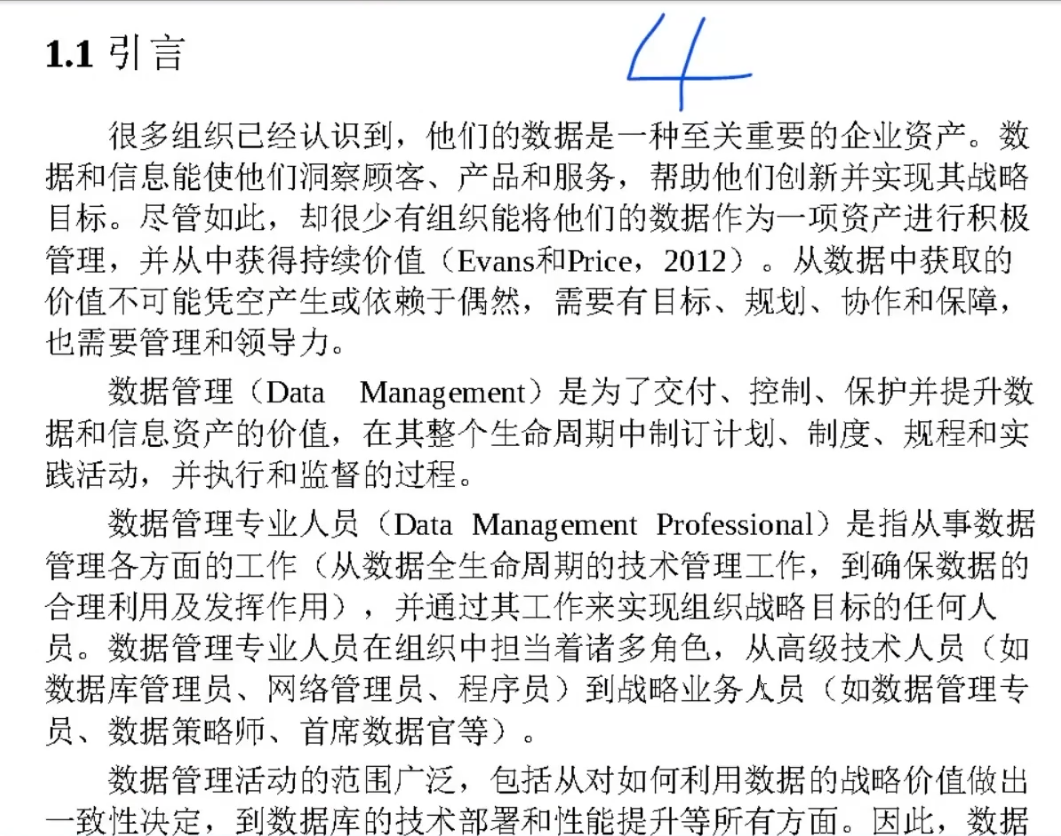 1.1 引言
4
很多组织已经认识到，他们的数据是一种至关重要的企业资产。数
据和信息能使他们洞察顾客、产品和服务，帮助他们创新并实现其战略
目标。尽管如此，却很少有组织能将他们的数据作为一项资产进行积极
管理，并从中获得持续价值（Evans和Price，2012）。从数据中获取的
价值不可能凭空产生或依赖于偶然，需要有目标、规划、协作和保障，
也需要管理和领导力。
数据管理（Data Management）是为了交付、控制、保护并提升数
据和信息资产的价值，在其整个生命周期中制订计划、制度、规程和实
践活动，并执行和监督的过程。
数据管理专业人员（Data Management Professional）是指从事数据
管理各方面的工作（从数据全生命周期的技术管理工作，到确保数据的
合理利用及发挥作用），并通过其工作来实现组织战略目标的任何人
员。数据管理专业人员在组织中担当着诸多角色，从高级技术人员（如
数据库管理员、网络管理员、程序员）到战略业务人员（如数据管理专
员、数据策略师、首席数据官等）。
数据管理活动的范围广泛，包括从对如何利用数据的战略价值做出
一致性决定，到数据库的技术部署和性能提升等所有方面。因此，数据